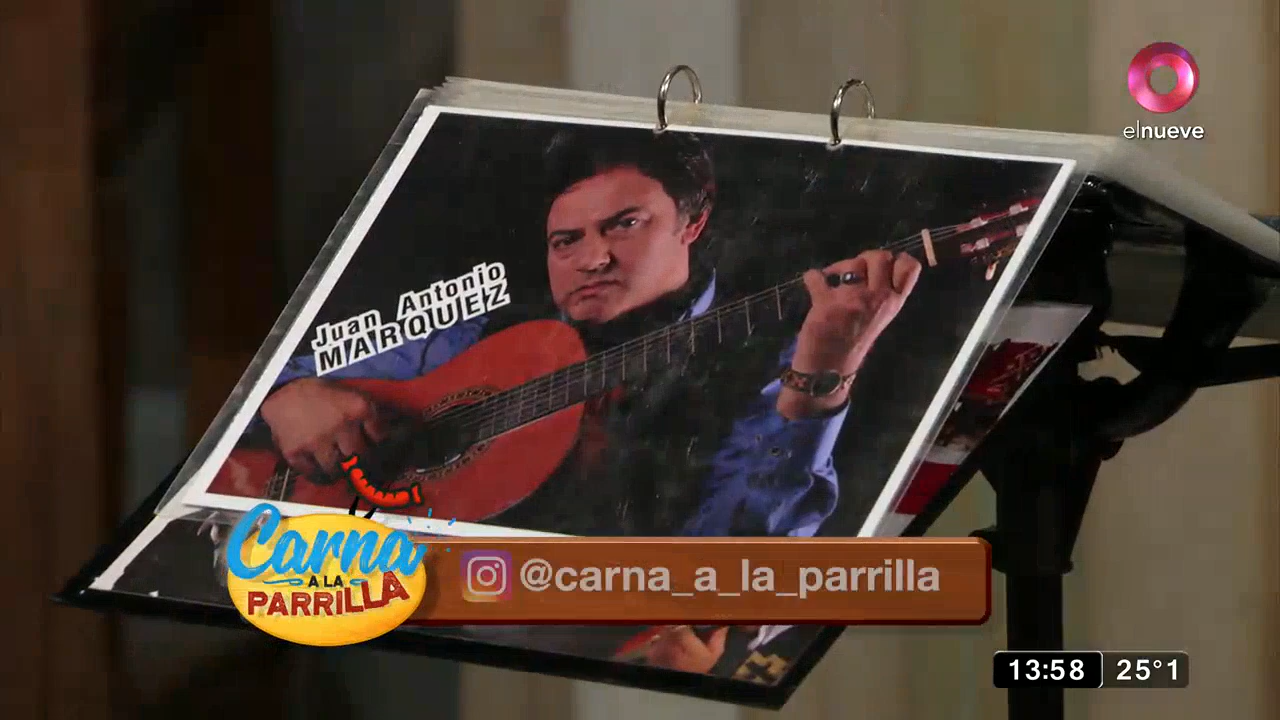 elnueve
Juan Antonio
MARQUEZ
Carna
A LA
PARRILLA
@carna_a_la_parrilla
13:58 25°1